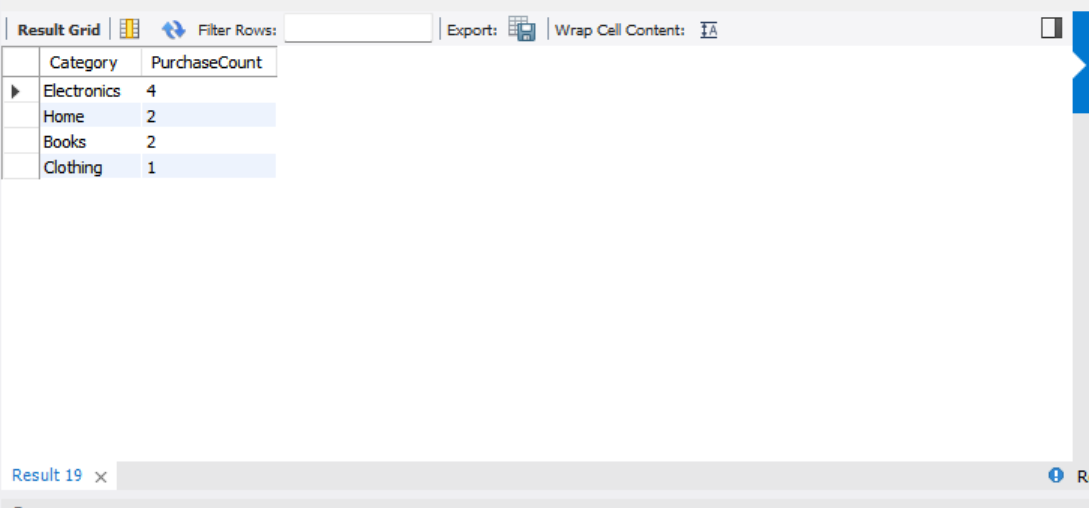 Result Grid Filter Rows: Export: Wrap Cell Content:
Category PurchaseCount
Electronics 4
Home 2
Books 2
Clothing 1
Result 19